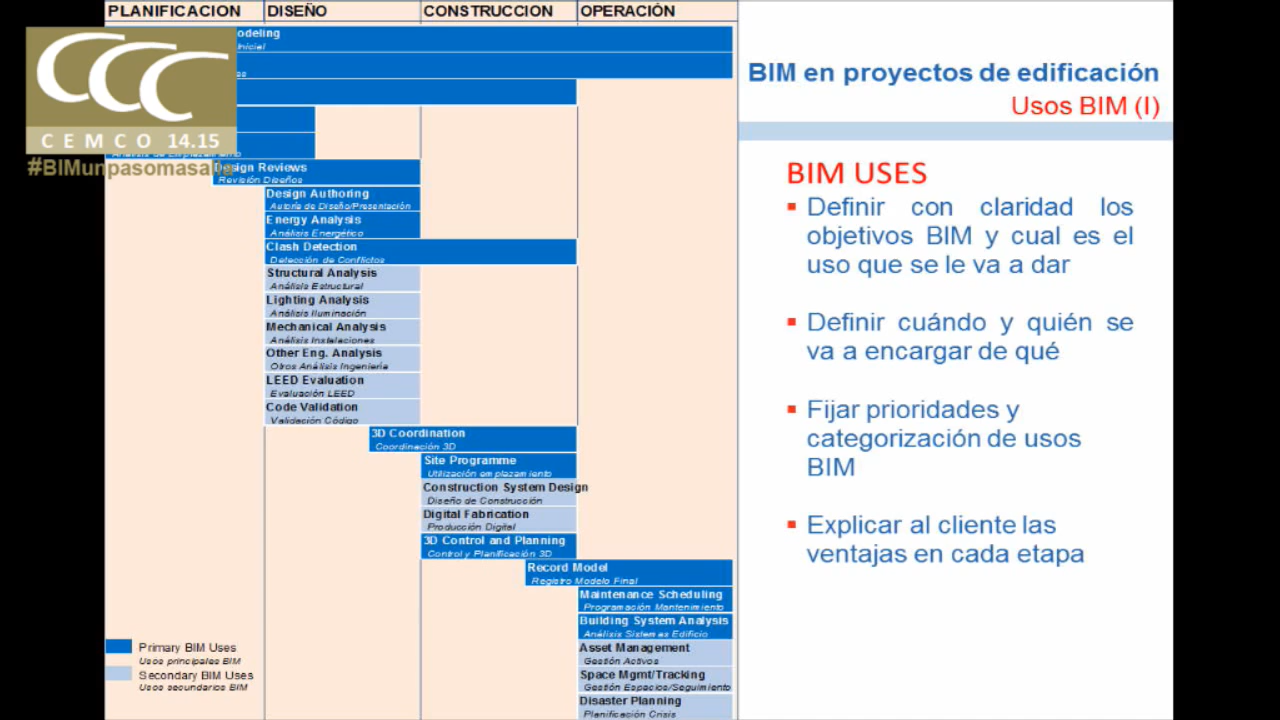 PLANIFICACION DISEÑO CONSTRUCCION OPERACIÓN
CEMCO 14.15
#BIMunpasomasalla
Design Reviews
Revisión Diseños
Design Authoring
Autoría de Diseño/Presentación
Energy Analysis
Análisis Energético
Clash Detection
Detección de Conflictos
Structural Analysis
Análisis Estructural
Lighting Analysis
Análisis Iluminación
Mechanical Analysis
Análisis Instalaciones
Other Eng. Analysis
Otros Análisis Ingeniería
LEED Evaluation
Evaluación LEED
Code Validation
Validación Código
3D Coordination
Coordinación 3D
Site Programme
Utilización emplazamiento
Construction System Design
Diseño de Construcción
Digital Fabrication
Producción Digital
3D Control and Planning
Control y Planificación 3D
Record Model
Registro Modelo Final
Maintenance Scheduling
Programación Mantenimiento
Building System Analysis
Análisis Sistemas Edificio
Asset Management
Gestión Activos
Space Mgmt/Tracking
Gestión Espacios/Seguimiento
Disaster Planning
Planificación Crisis
Primary BIM Uses
Usos principales BIM
Secondary BIM Uses
Usos secundarios BIM
BIM en proyectos de edificación
Usos BIM (I)
BIM USES
Definir con claridad los
objetivos BIM y cual es el
uso que se le va a dar
Definir cuándo y quién se
va a encargar de qué
Fijar prioridades y
categorización de usos
BIM
Explicar al cliente las
ventajas en cada etapa